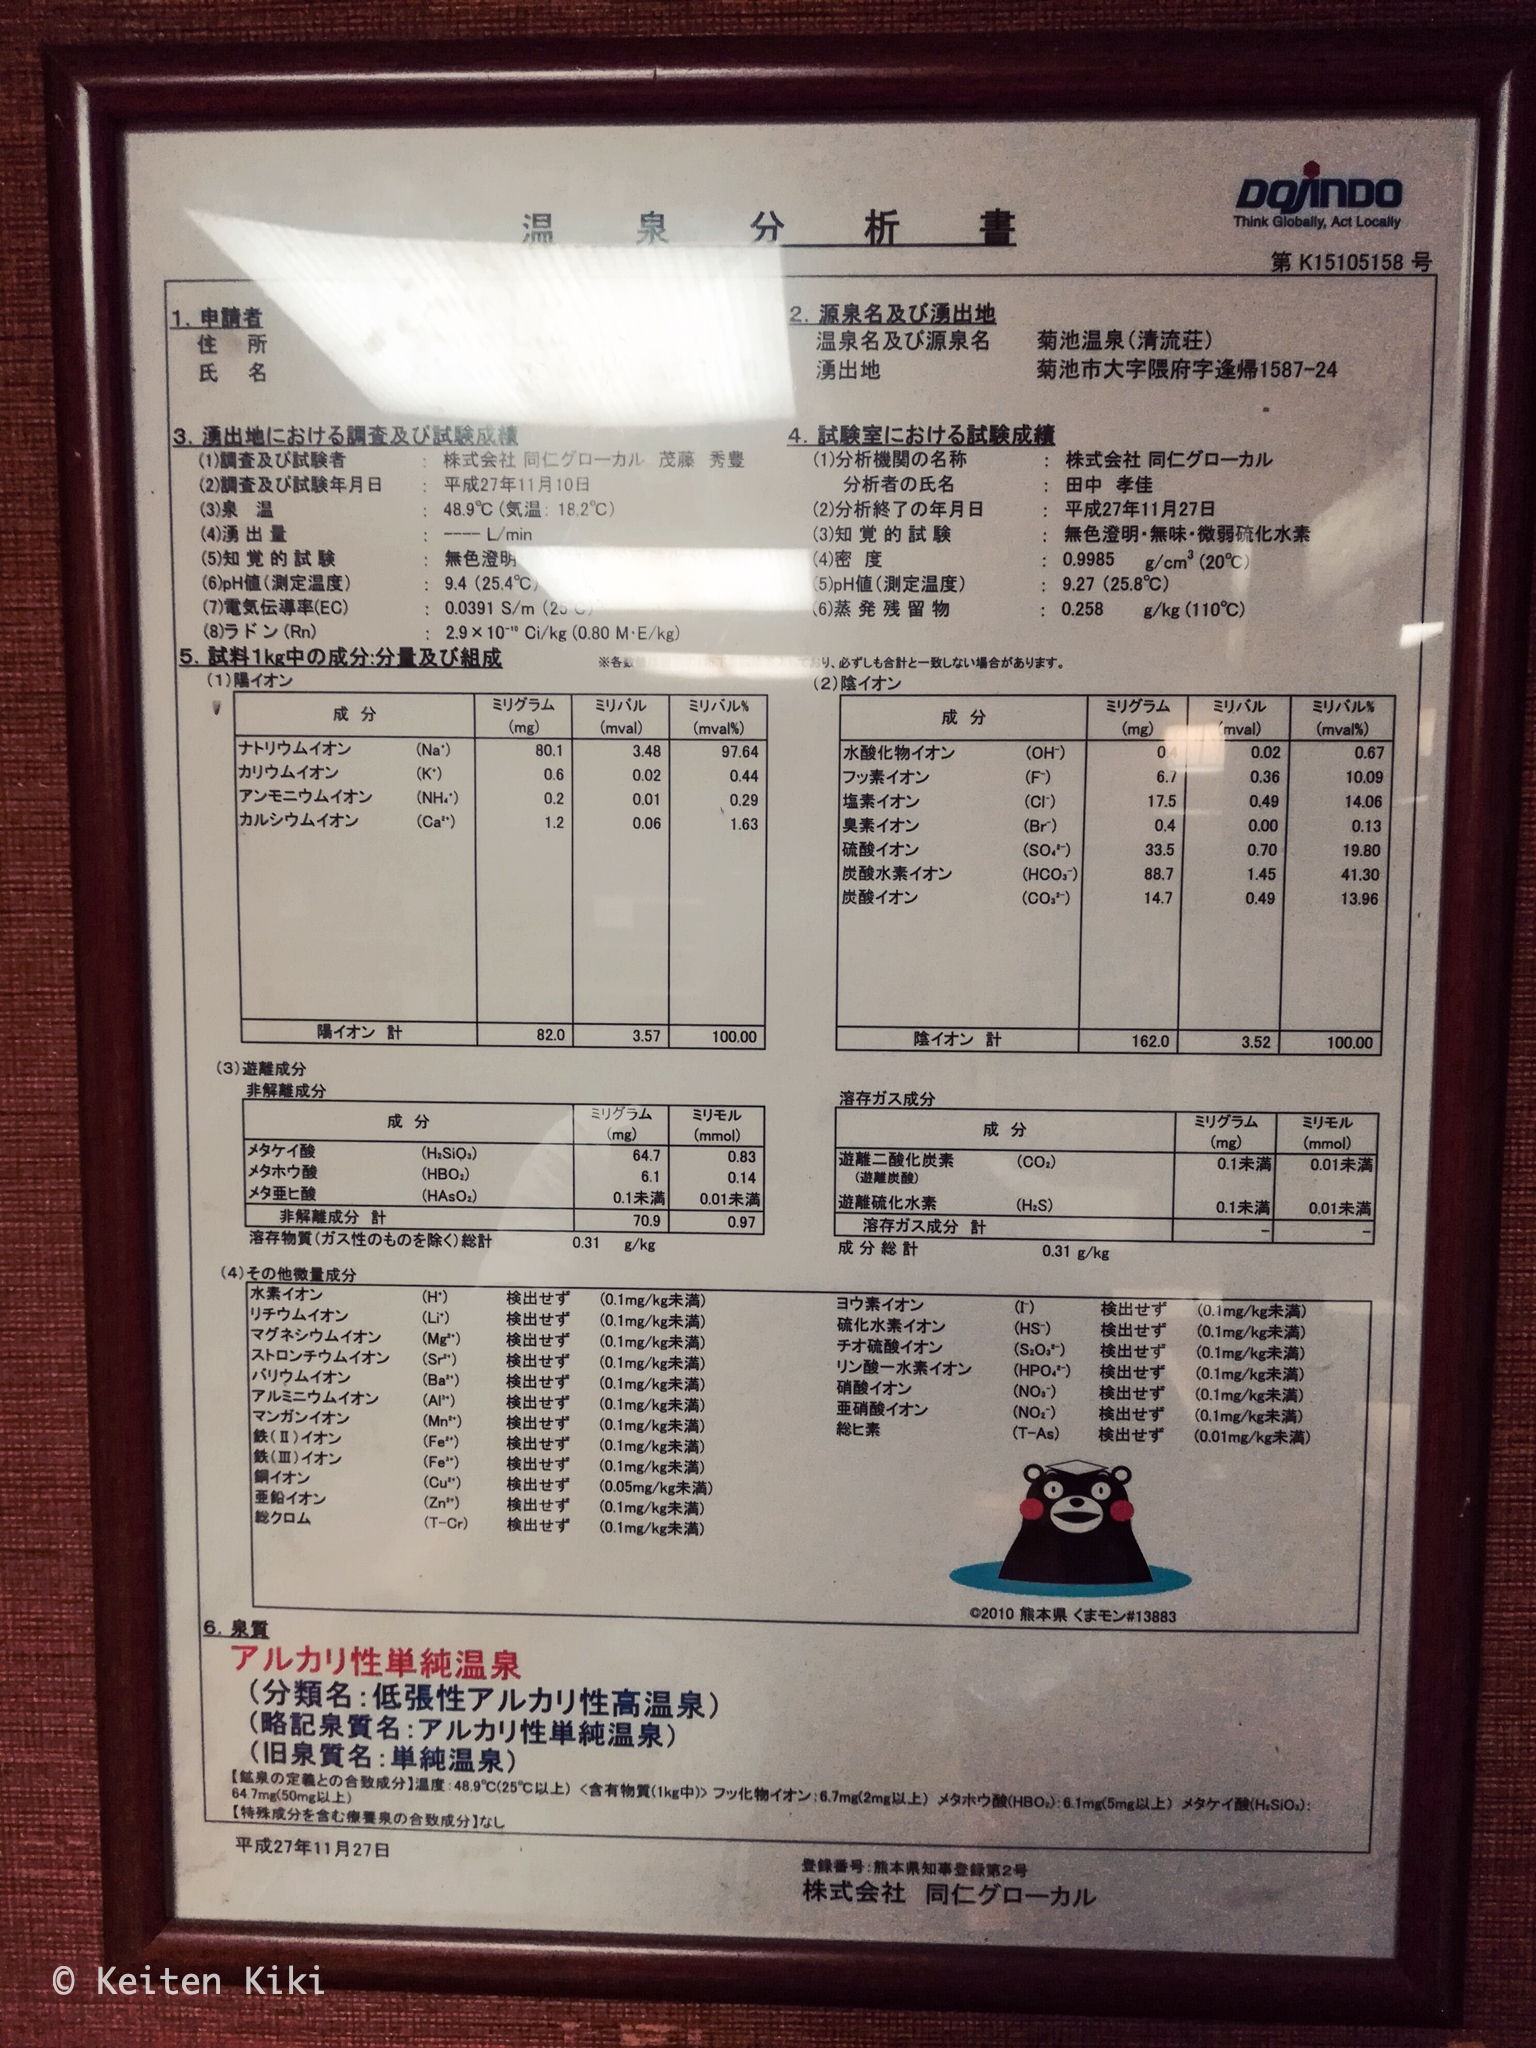 DOJINDO
Think Globally, Act Locally
温泉分析書
第 K15105158 号
1. 申請者
住 所
氏 名
2. 源泉名及び湧出地
温泉名及び源泉名 菊池温泉(清流荘)
湧出地 菊池市大字隈府字逢帰1587-24
3. 湧出地における調査及び試験成績
(1)調査及び試験者 : 株式会社 同仁グローカル 茂藤 秀豊
(2)調査及び試験年月日 : 平成27年11月10日
(3)泉 温 : 48.9℃(気温: 18.2℃)
(4)湧 出 量 : ---- L/min
(5)知 覚 的 試 験 : 無色澄明
(6)pH値(測定温度) : 9.4 (25.4℃)
(7)電気伝導率(EC) : 0.0391 S/m (25℃)
(8)ラドン(Rn) : 2.9×10⁻¹⁰ Ci/kg (0.80 M·E/kg)
4. 試験室における試験成績
(1)分析機関の名称 : 株式会社 同仁グローカル
分析者の氏名 : 田中 孝佳
(2)分析終了の年月日 : 平成27年11月27日
(3)知 覚 的 試 験 : 無色澄明・無味・微弱硫化水素
(4)密 度 : 0.9985 g/cm³ (20℃)
(5)pH値(測定温度) : 9.27 (25.8℃)
(6)蒸 発 残 留 物 : 0.258 g/kg (110℃)
5. 試料1kg中の成分:分量及び組成
※各数 り、必ずしも合計と一致しない場合があります。
(1)陽イオン
成 分 ミリグラム (mg) ミリバル (mval) ミリバル% (mval%)
ナトリウムイオン (Na⁺) 80.1 3.48 97.64
カリウムイオン (K⁺) 0.6 0.02 0.44
アンモニウムイオン (NH₄⁺) 0.2 0.01 0.29
カルシウムイオン (Ca²⁺) 1.2 0.06 1.63
陽イオン 計 82.0 3.57 100.00
(2)陰イオン
成 分 ミリグラム (mg) ミリバル (mval) ミリバル% (mval%)
水酸化物イオン (OH⁻) 0.4 0.02 0.67
フッ素イオン (F⁻) 6.7 0.36 10.09
塩素イオン (Cl⁻) 17.5 0.49 14.06
臭素イオン (Br⁻) 0.4 0.00 0.13
硫酸イオン (SO₄²⁻) 33.5 0.70 19.80
炭酸水素イオン (HCO₃⁻) 88.7 1.45 41.30
炭酸イオン (CO₃²⁻) 14.7 0.49 13.96
陰イオン 計 162.0 3.52 100.00
(3)遊離成分
非解離成分
成 分 ミリグラム (mg) ミリモル (mmol)
メタケイ酸 (H₂SiO₃) 64.7 0.83
メタホウ酸 (HBO₂) 6.1 0.14
メタ亜ヒ酸 (HAsO₂) 0.1未満 0.01未満
非解離成分 計 70.9 0.97
溶存物質(ガス性のものを除く)総計 0.31 g/kg
溶存ガス成分
成 分 ミリグラム (mg) ミリモル (mmol)
遊離二酸化炭素 (CO₂) 0.1未満 0.01未満
(遊離炭酸)
遊離硫化水素 (H₂S) 0.1未満 0.01未満
溶存ガス成分 計 – –
成 分 総 計 0.31 g/kg
(4)その他微量成分
水素イオン (H⁺) 検出せず (0.1mg/kg未満)
リチウムイオン (Li⁺) 検出せず (0.1mg/kg未満)
マグネシウムイオン (Mg²⁺) 検出せず (0.1mg/kg未満)
ストロンチウムイオン (Sr²⁺) 検出せず (0.1mg/kg未満)
バリウムイオン (Ba²⁺) 検出せず (0.1mg/kg未満)
アルミニウムイオン (Al³⁺) 検出せず (0.1mg/kg未満)
マンガンイオン (Mn²⁺) 検出せず (0.1mg/kg未満)
鉄(Ⅱ)イオン (Fe²⁺) 検出せず (0.1mg/kg未満)
鉄(Ⅲ)イオン (Fe³⁺) 検出せず (0.1mg/kg未満)
銅イオン (Cu²⁺) 検出せず (0.05mg/kg未満)
亜鉛イオン (Zn²⁺) 検出せず (0.1mg/kg未満)
総クロム (T-Cr) 検出せず (0.1mg/kg未満)
ヨウ素イオン (I⁻) 検出せず (0.1mg/kg未満)
硫化水素イオン (HS⁻) 検出せず (0.1mg/kg未満)
チオ硫酸イオン (S₂O₃²⁻) 検出せず (0.1mg/kg未満)
リン酸一水素イオン (HPO₄²⁻) 検出せず (0.1mg/kg未満)
硝酸イオン (NO₃⁻) 検出せず (0.1mg/kg未満)
亜硝酸イオン (NO₂⁻) 検出せず (0.1mg/kg未満)
総ヒ素 (T-As) 検出せず (0.01mg/kg未満)
©2010 熊本県 くまモン#13883
6. 泉質
アルカリ性単純温泉
(分類名:低張性アルカリ性高温泉)
(略記泉質名:アルカリ性単純温泉)
(旧泉質名:単純温泉)
【鉱泉の定義との合致成分】温度:48.9℃(25℃以上) <含有物質(1kg中)> フッ化物イオン:6.7mg(2mg以上) メタホウ酸(HBO₂):6.1mg(5mg以上) メタケイ酸(H₂SiO₃):
64.7mg(50mg以上)
【特殊成分を含む療養泉の合致成分】なし
平成27年11月27日
登録番号:熊本県知事登録第2号
株式会社 同仁グローカル
© Keiten Kiki